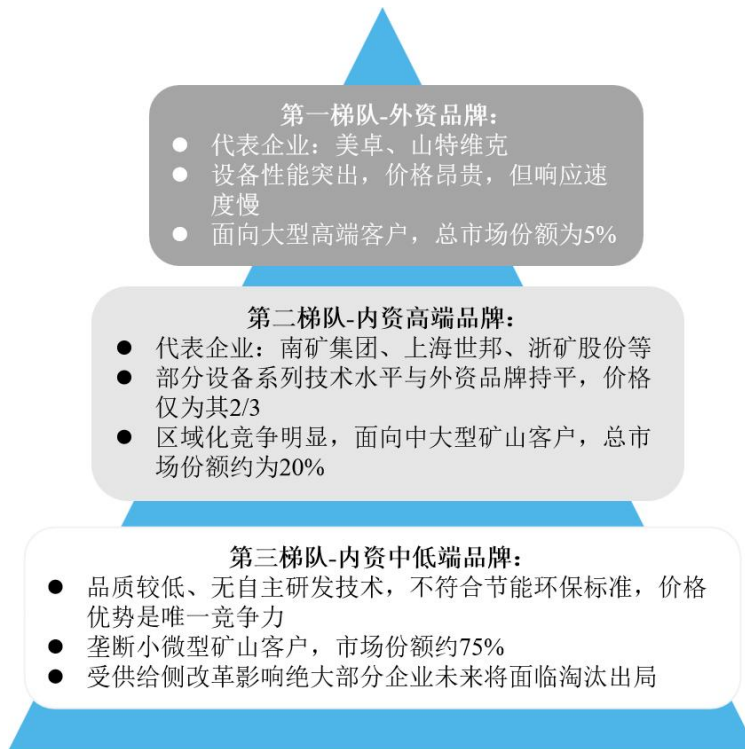 第一梯队-外资品牌：
● 代表企业：美卓、山特维克
● 设备性能突出，价格昂贵，但响应速
度慢
● 面向大型高端客户，总市场份额为5%
第二梯队-内资高端品牌：
● 代表企业：南矿集团、上海世邦、浙矿股份等
● 部分设备系列技术水平与外资品牌持平，价格
仅为其2/3
● 区域化竞争明显，面向中大型矿山客户，总市
场份额约为20%
第三梯队-内资中低端品牌：
● 品质较低、无自主研发技术，不符合节能环保标准，价格
优势是唯一竞争力
● 垄断小微型矿山客户，市场份额约75%
● 受供给侧改革影响绝大部分企业未来将面临淘汰出局